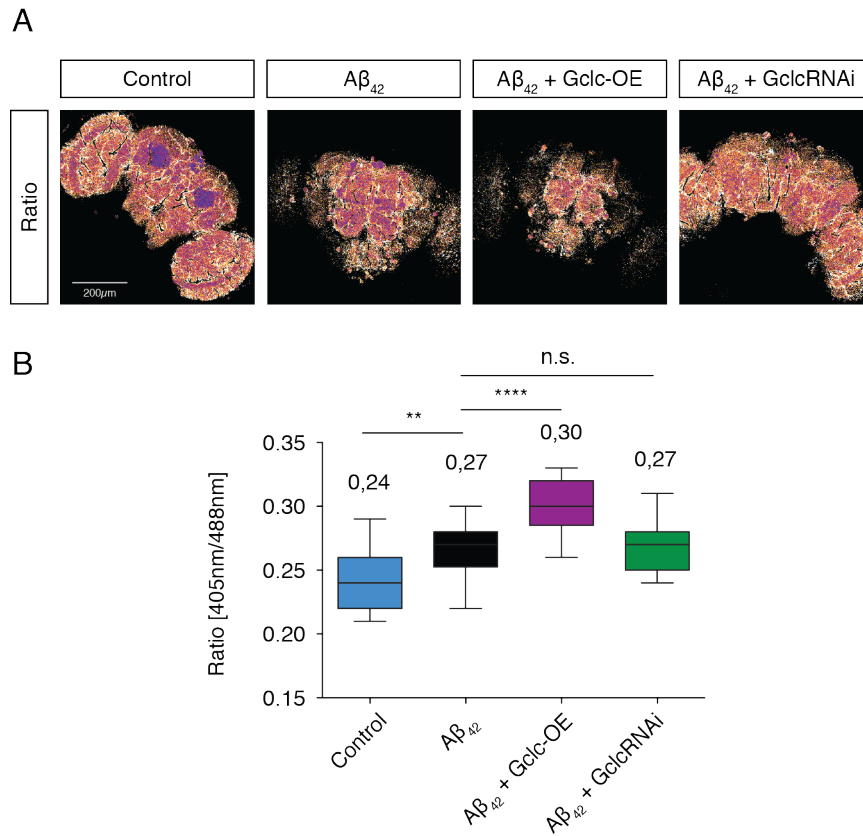 A
Control
Aβ₄₂
Aβ₄₂ + Gclc-OE
Aβ₄₂ + GclcRNAi
Ratio
200µm
B
n.s.
**
****
0,24
0,27
0,30
0,27
Ratio [405nm/488nm]
0.35
0.30
0.25
0.20
0.15
Control
Aβ₄₂
Aβ₄₂ + Gclc-OE
Aβ₄₂ + GclcRNAi